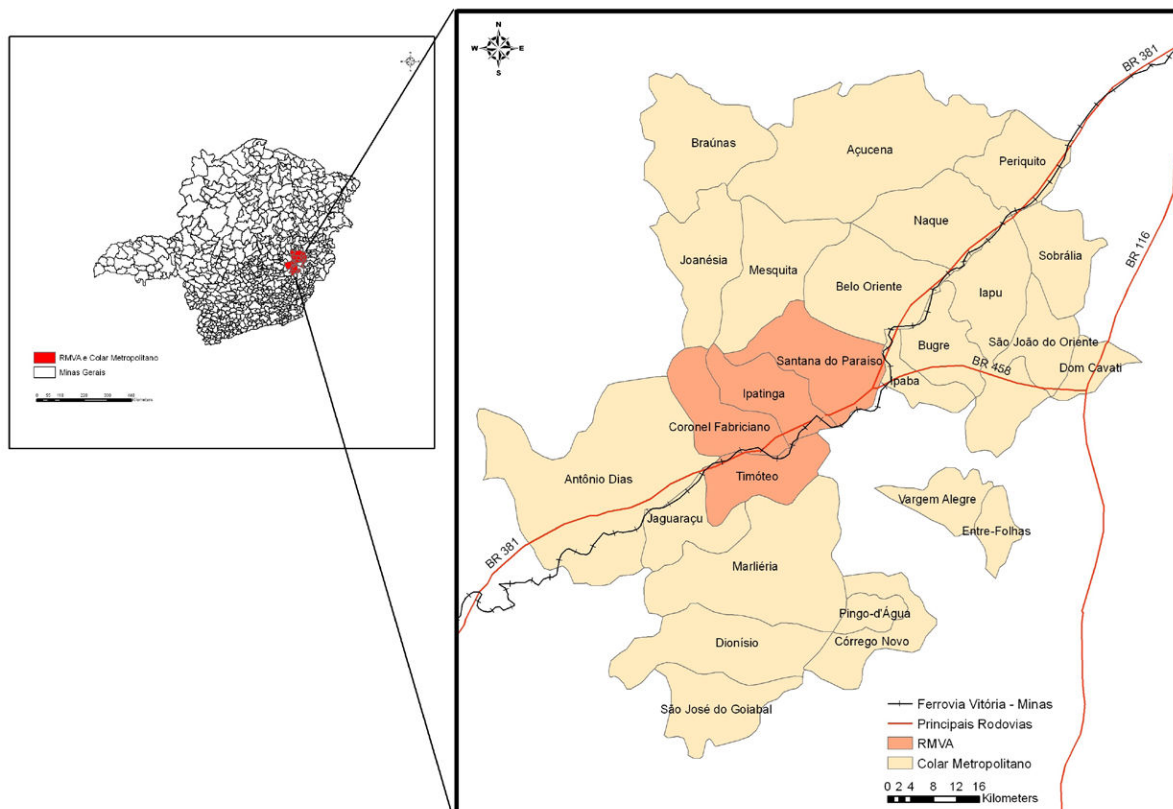 RMVA e Colar Metropolitano
Minas Gerais
Kilometers
N
W
E
S
BR 381
Braúnas
Açucena
Periquito
BR 116
Naque
Sobrália
Joanésia
Mesquita
Belo Oriente
Iapu
Bugre
São João do Oriente
Santana do Paraíso
BR 458
Dom Cavati
Ipaba
Ipatinga
Coronel Fabriciano
Antônio Dias
Timóteo
Vargem Alegre
Jaguaraçu
Entre-Folhas
BR 381
Marliéria
Pingo-d'Água
Dionísio
Córrego Novo
São José do Goiabal
Ferrovia Vitória - Minas
Principais Rodovias
RMVA
Colar Metropolitano
0 2 4 8 12 16
Kilometers